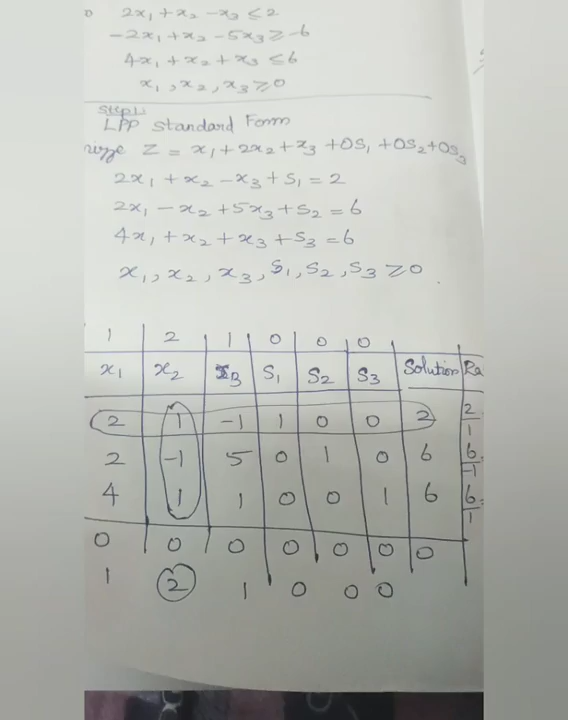 2x₁ + x₂ - x₃ ≤ 2
-2x₁ + x₂ - 5x₃ ≥ -6
4x₁ + x₂ + x₃ ≤ 6
x₁, x₂, x₃ ≥ 0
Step1:
LPP Standard Form
Z = x₁ + 2x₂ + x₃ + 0S₁ + 0S₂ + 0S₃
2x₁ + x₂ - x₃ + S₁ = 2
2x₁ - x₂ + 5x₃ + S₂ = 6
4x₁ + x₂ + x₃ + S₃ = 6
x₁, x₂, x₃, S₁, S₂, S₃ ≥ 0.
1 2 1 0 0 0
x₁ x₂ x₃ S₁ S₂ S₃ Solution Ra
2 1 -1 1 0 0 2 2/1
2 -1 5 0 1 0 6 6/-1
4 1 1 0 0 1 6 6/1
0 0 0 0 0 0 0
1 2 1 0 0 0